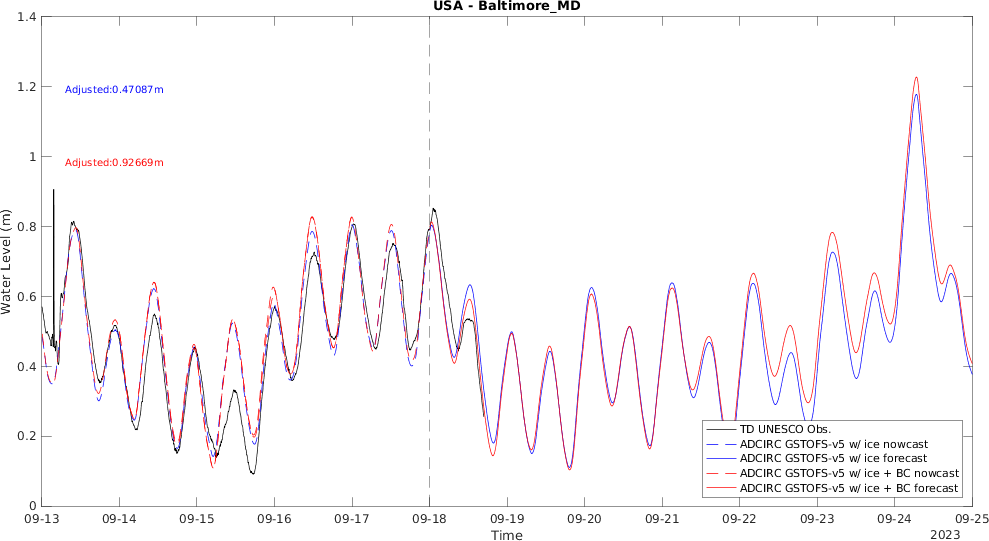 USA - Baltimore_MD
1.4
1.2
1
0.8
0.6
0.4
0.2
0
Water Level (m)
Adjusted:0.47087m
Adjusted:0.92669m
TD UNESCO Obs.
ADCIRC GSTOFS-v5 w/ ice nowcast
ADCIRC GSTOFS-v5 w/ ice forecast
ADCIRC GSTOFS-v5 w/ ice + BC nowcast
ADCIRC GSTOFS-v5 w/ ice + BC forecast
09-13 09-14 09-15 09-16 09-17 09-18 09-19 09-20 09-21 09-22 09-23 09-24 09-25
Time
2023